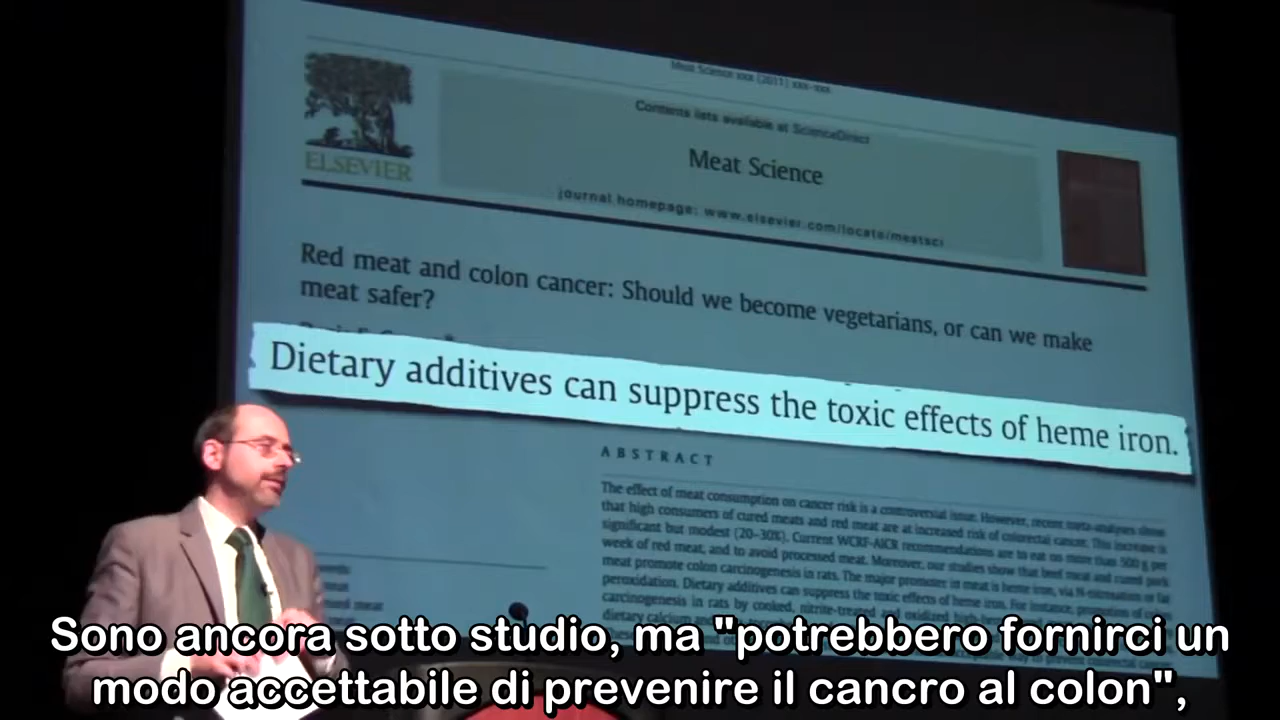 Meat Science xxx (2011) xxx–xxx
Contents lists available at ScienceDirect
ELSEVIER
Meat Science
journal homepage: www.elsevier.com/locate/meatsci
Red meat and colon cancer: Should we become vegetarians, or can we make
meat safer?
Dietary additives can suppress the toxic effects of heme iron.
ABSTRACT
The effect of meat consumption on cancer risk is a controversial issue. However, recent meta-analyses show
that high consumers of cured meats and red meat are at increased risk of colorectal cancer. This increase is
significant but modest (20–30%). Current WCRF-AICR recommendations are to eat no more than 500 g per
week of red meat, and to avoid processed meat. Moreover, our studies show that beef meat and cured pork
meat promote colon carcinogenesis in rats. The major promoter in meat is heme iron, via N-nitrosation or fat
peroxidation. Dietary additives can suppress the toxic effects of heme iron. For instance, promotion of colon
carcinogenesis in rats by cooked, nitrite-treated and oxidized
Sono ancora sotto studio, ma "potrebbero fornirci un
modo accettabile di prevenire il cancro al colon",